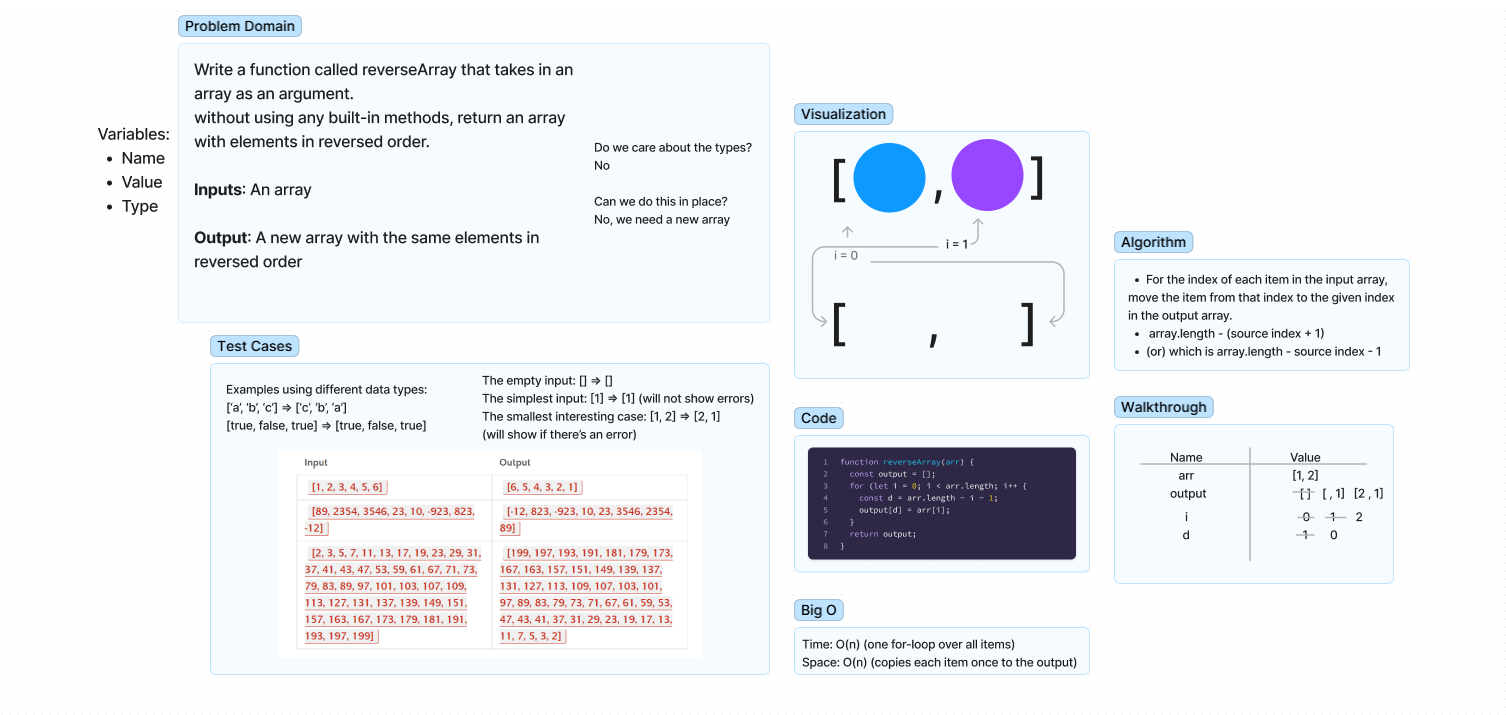 Problem Domain
Write a function called reverseArray that takes in an
array as an argument.
without using any built-in methods, return an array
with elements in reversed order.
Inputs: An array
Output: A new array with the same elements in
reversed order
Do we care about the types?
No
Can we do this in place?
No, we need a new array
Variables:
• Name
• Value
• Type
Test Cases
Examples using different data types:
[‘a’, ‘b’, ‘c’] => [‘c’, ‘b’, ‘a’]
[true, false, true] => [true, false, true]
The empty input: [] => []
The simplest input: [1] => [1] (will not show errors)
The smallest interesting case: [1, 2] => [2, 1]
(will show if there’s an error)
Input Output
[1, 2, 3, 4, 5, 6]
[6, 5, 4, 3, 2, 1]
[89, 2354, 3546, 23, 10, -923, 823,
-12]
[-12, 823, -923, 10, 23, 3546, 2354,
89]
[2, 3, 5, 7, 11, 13, 17, 19, 23, 29, 31,
37, 41, 43, 47, 53, 59, 61, 67, 71, 73,
79, 83, 89, 97, 101, 103, 107, 109,
113, 127, 131, 137, 139, 149, 151,
157, 163, 167, 173, 179, 181, 191,
193, 197, 199]
[199, 197, 193, 191, 181, 179, 173,
167, 163, 157, 151, 149, 139, 137,
131, 127, 113, 109, 107, 103, 101,
97, 89, 83, 79, 73, 71, 67, 61, 59, 53,
47, 43, 41, 37, 31, 29, 23, 19, 17, 13,
11, 7, 5, 3, 2]
Visualization
[ , ]
i = 1
i = 0
[ , ]
Code
1 function reverseArray(arr) {
2 const output = [];
3 for (let i = 0; i < arr.length; i++ {
4 const d = arr.length - i - 1;
5 output[d] = arr[i];
6 }
7 return output;
8 }
Big O
Time: O(n) (one for-loop over all items)
Space: O(n) (copies each item once to the output)
Algorithm
• For the index of each item in the input array,
move the item from that index to the given index
in the output array.
• array.length - (source index + 1)
• (or) which is array.length - source index - 1
Walkthrough
Name Value
arr [1, 2]
output [ ] [ , 1] [2 , 1]
i 0 1 2
d 1 0